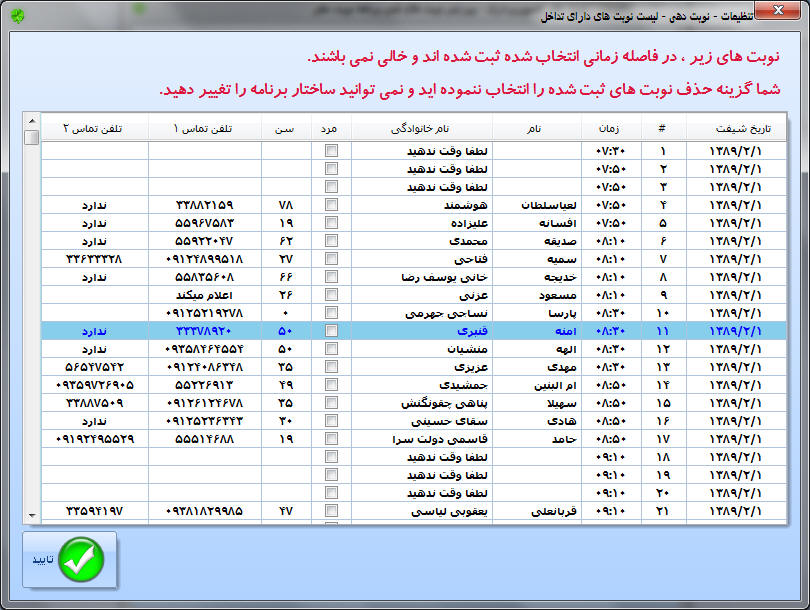 تنظیمات - نوبت دهی - لیست نوبت های دارای تداخل
نوبت های زیر ، در فاصله زمانی انتخاب شده ثبت شده اند و خالی نمی باشند.
شما گزینه حذف نوبت های ثبت شده را انتخاب ننموده اید و نمی توانید ساختار برنامه را تغییر دهید.
تاریخ شیفت # زمان نام نام خانوادگی مرد سن تلفن تماس ۱ تلفن تماس ۲
۱۳۸۹/۲/۱ ۱ ۰۷:۳۰ لطفا وقت ندهید
۱۳۸۹/۲/۱ ۲ ۰۷:۵۰ لطفا وقت ندهید
۱۳۸۹/۲/۱ ۳ ۰۷:۵۰ لطفا وقت ندهید
۱۳۸۹/۲/۱ ۴ ۰۷:۵۰ لعیاسلطان هوشمند ۷۸ ۳۳۸۸۲۱۵۹ ندارد
۱۳۸۹/۲/۱ ۵ ۰۷:۵۰ افسانه علیزاده ۱۹ ۵۵۹۶۷۵۸۳ ندارد
۱۳۸۹/۲/۱ ۶ ۰۸:۱۰ صدیقه محمدی ۶۲ ۵۵۹۲۲۰۴۷ ندارد
۱۳۸۹/۲/۱ ۷ ۰۸:۱۰ سمیه فتاحی ۲۷ ۰۹۱۲۴۸۹۹۵۱۸ ۳۳۶۳۳۳۲۸
۱۳۸۹/۲/۱ ۸ ۰۸:۱۰ خدیجه خانی یوسف رضا ۶۶ ۵۵۸۳۵۶۰۸ ندارد
۱۳۸۹/۲/۱ ۹ ۰۸:۱۰ مسعود عزتی ۲۶ اعلام میکند
۱۳۸۹/۲/۱ ۱۰ ۰۸:۳۰ پارسا نساجی جهرمی ۰ ۰۹۱۲۵۲۱۹۲۷۸
۱۳۸۹/۲/۱ ۱۱ ۰۸:۳۰ امنه قنبری ۵۰ ۳۳۳۷۸۹۲۰ ندارد
۱۳۸۹/۲/۱ ۱۲ ۰۸:۳۰ الهه منشیان ۵۰ ۰۹۳۵۸۴۶۴۵۵۴ ندارد
۱۳۸۹/۲/۱ ۱۳ ۰۸:۳۰ مهدی عزیزی ۳۵ ۰۹۱۲۴۰۸۶۳۴۸ ۵۶۵۴۷۵۴۲
۱۳۸۹/۲/۱ ۱۴ ۰۸:۵۰ ام البنین جمشیدی ۴۹ ۵۵۲۲۶۹۱۳ ۰۹۳۵۹۷۲۶۹۰۵
۱۳۸۹/۲/۱ ۱۵ ۰۸:۵۰ سهیلا پناهی چقونگنش ۳۵ ۰۹۱۲۶۱۲۴۶۷۸ ۳۳۸۸۷۵۰۹
۱۳۸۹/۲/۱ ۱۶ ۰۸:۵۰ هادی سقای حسینی ۳۰ ۰۹۱۲۵۲۳۶۳۴۳ ندارد
۱۳۸۹/۲/۱ ۱۷ ۰۸:۵۰ حامد قاسمی دولت سرا ۱۹ ۵۵۵۱۴۶۸۸ ۰۹۱۹۲۴۹۵۵۲۹
۱۳۸۹/۲/۱ ۱۸ ۰۹:۱۰ لطفا وقت ندهید
۱۳۸۹/۲/۱ ۱۹ ۰۹:۱۰ لطفا وقت ندهید
۱۳۸۹/۲/۱ ۲۰ ۰۹:۱۰ لطفا وقت ندهید
۱۳۸۹/۲/۱ ۲۱ ۰۹:۱۰ قربانعلی یعقوبی لیاسی ۴۷ ۰۹۳۸۱۸۲۹۹۸۵ ۳۳۵۹۴۱۹۷
تایید